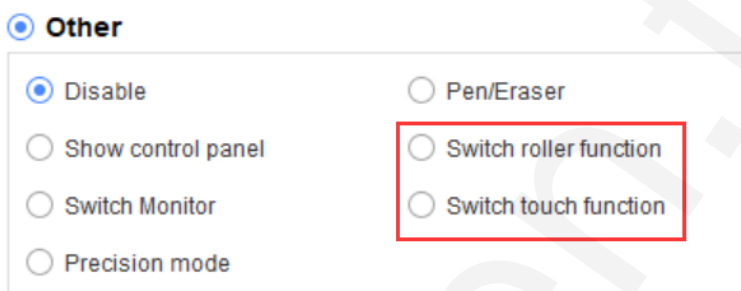 Other
Disable
Pen/Eraser
Show control panel
Switch roller function
Switch Monitor
Switch touch function
Precision mode